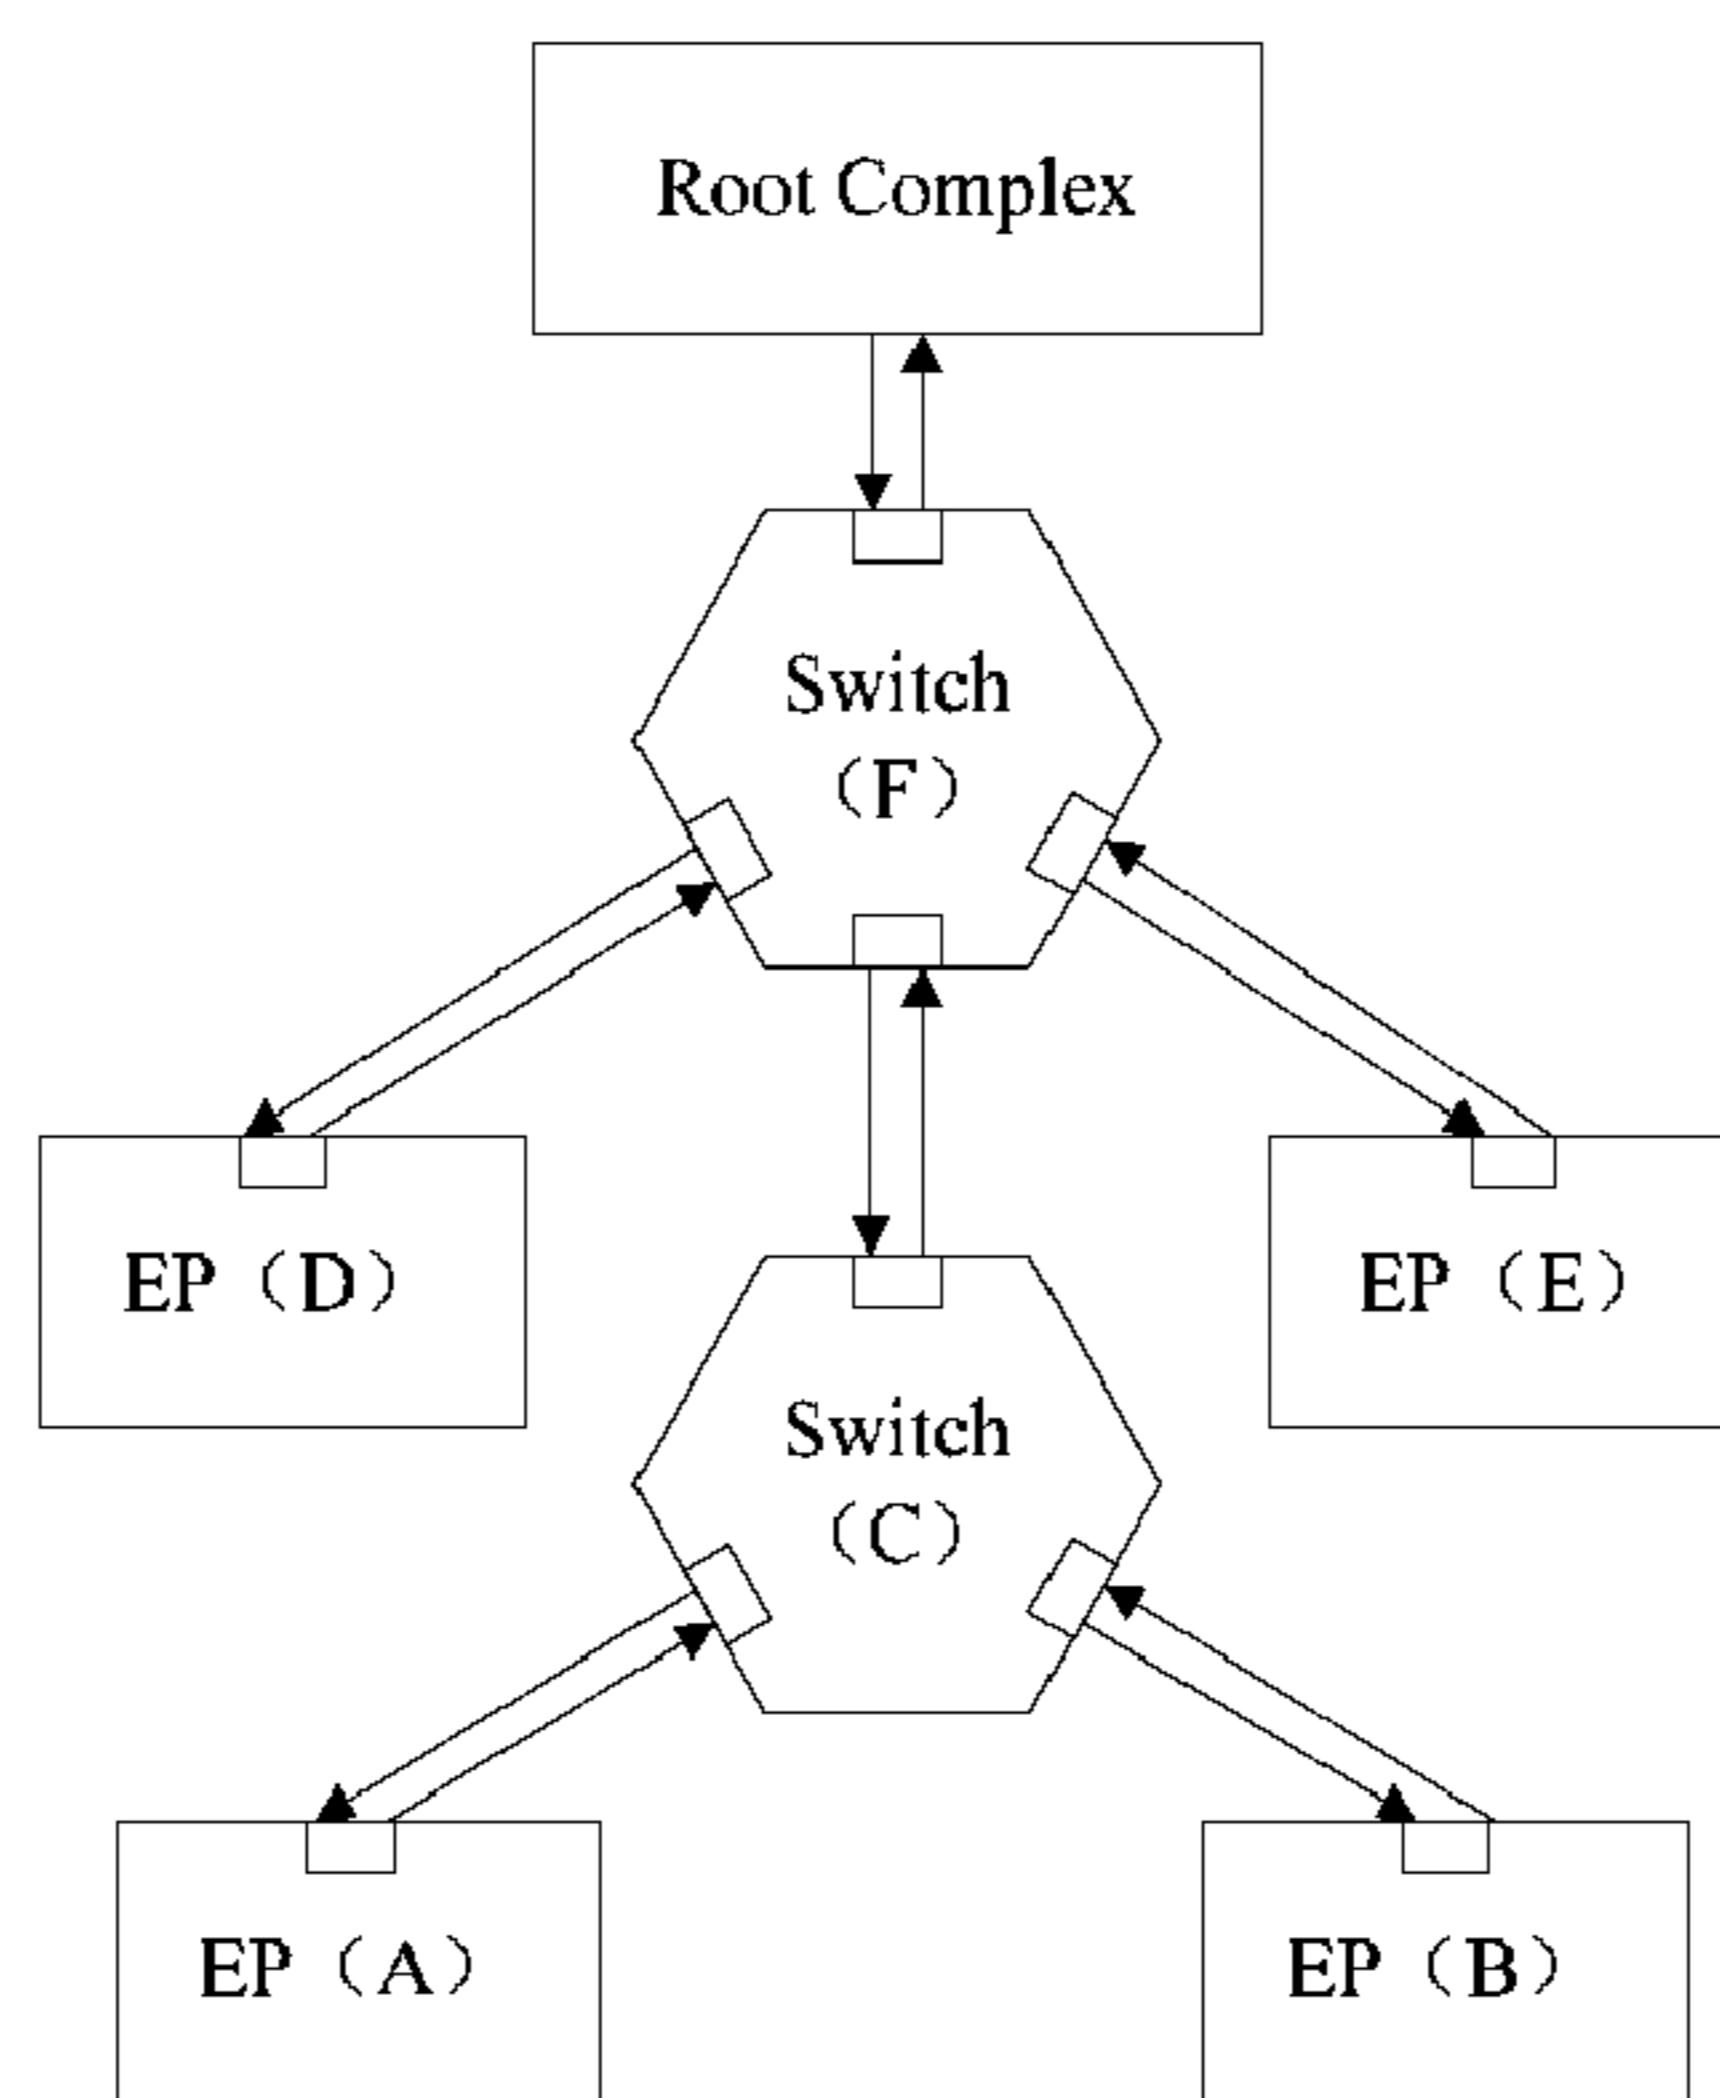 Root Complex
Switch
（F）
EP（D）
EP（E）
Switch
（C）
EP（A）
EP（B）